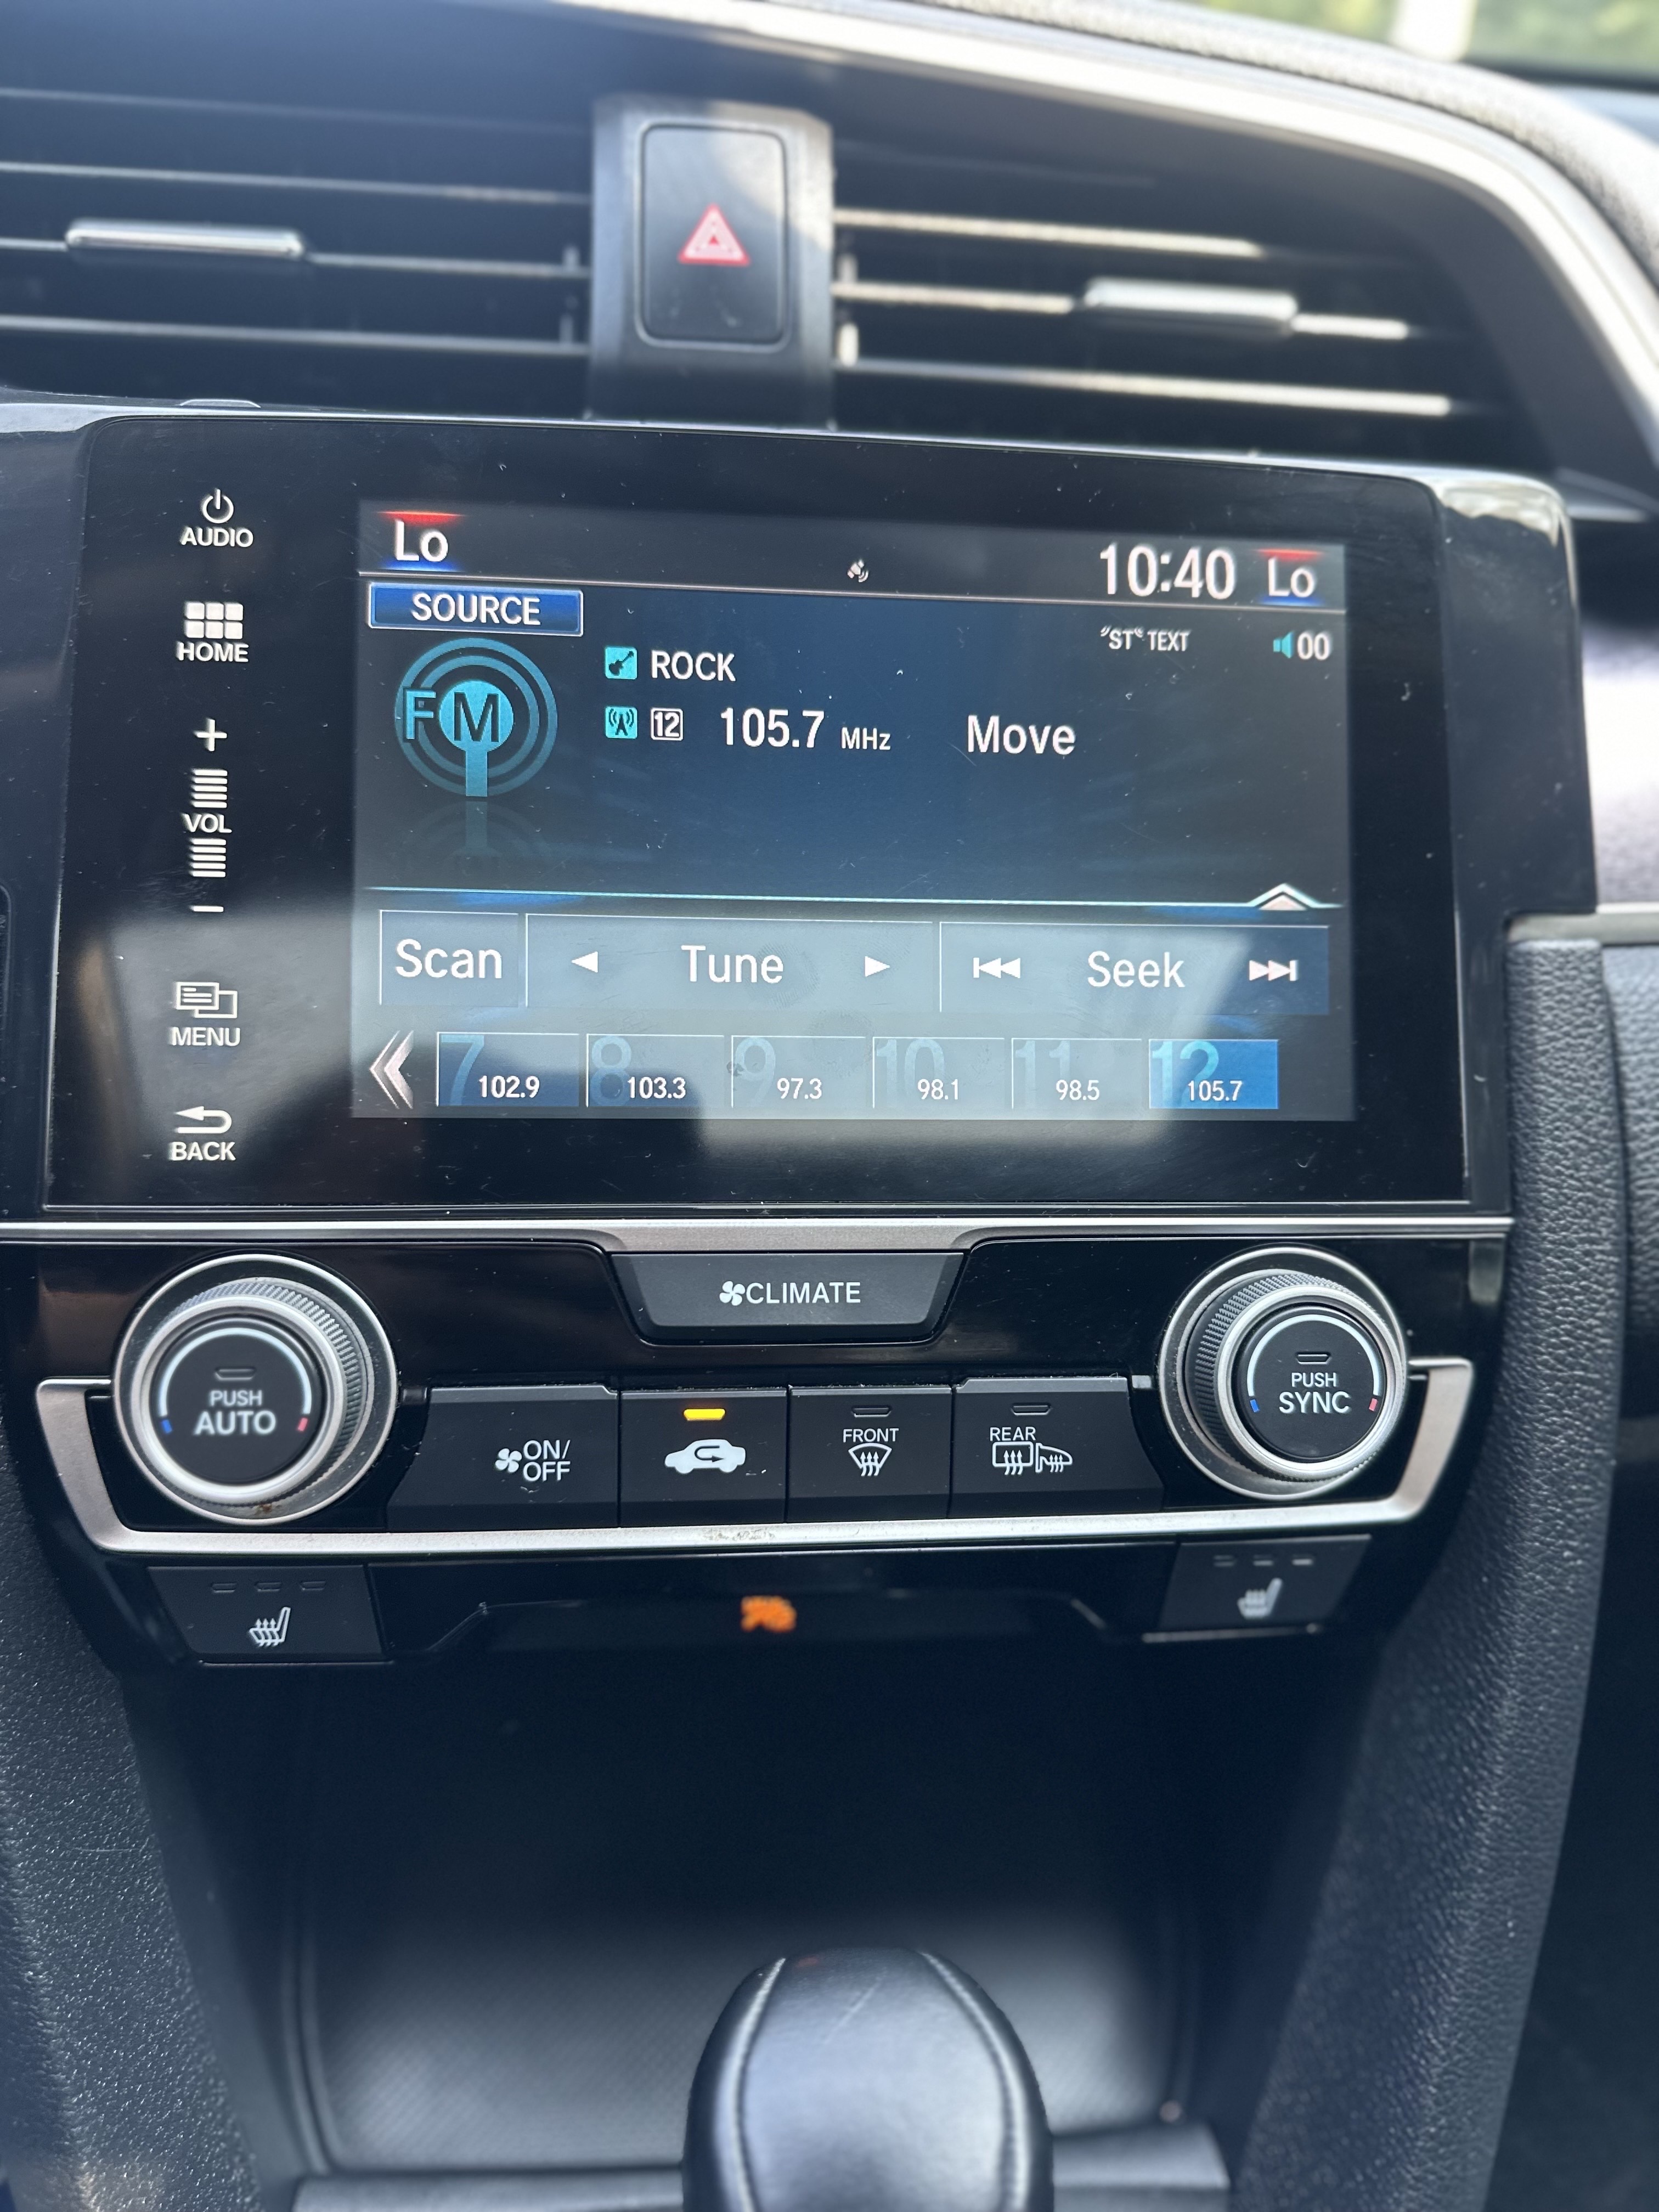 AUDIO
HOME
+
VOL
−
MENU
BACK
Lo
10:40
Lo
SOURCE
"ST" TEXT
00
FM
ROCK
12
105.7 MHz
Move
Scan
Tune
Seek
7
102.9
8
103.3
9
97.3
10
98.1
11
98.5
12
105.7
CLIMATE
PUSH
AUTO
ON/
OFF
FRONT
REAR
PUSH
SYNC